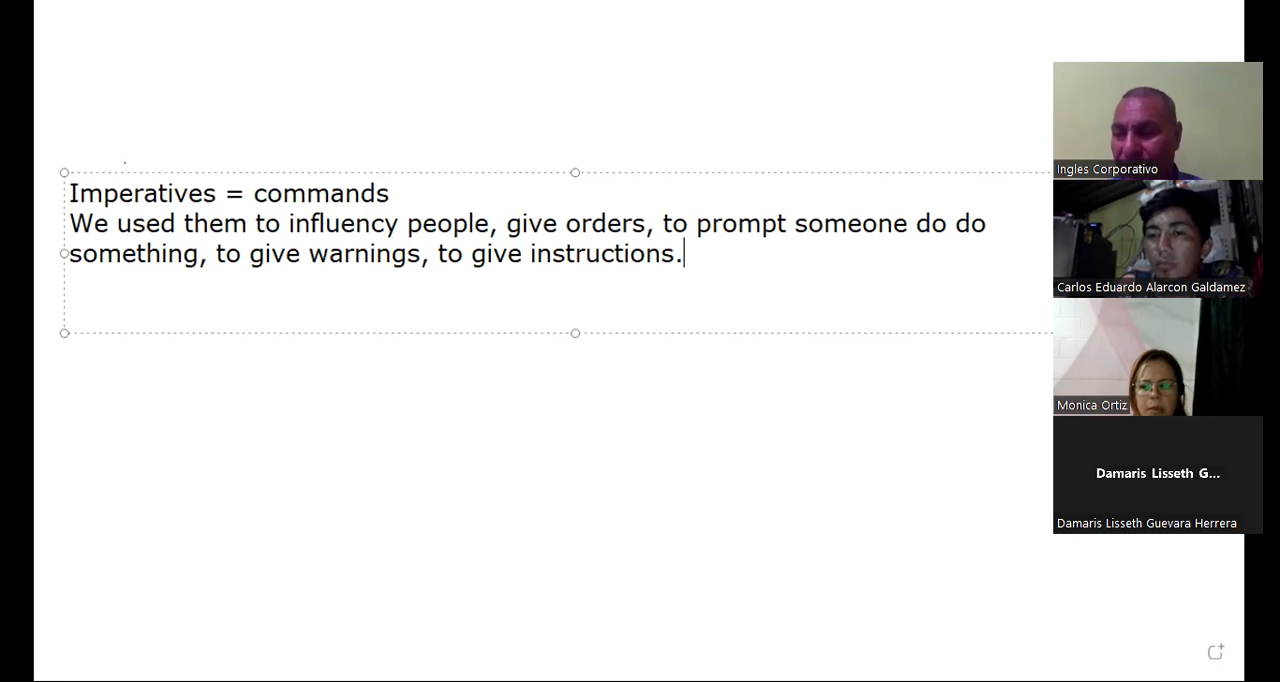 Imperatives = commands
We used them to influency people, give orders, to prompt someone do do
something, to give warnings, to give instructions.
Ingles Corporativo
Carlos Eduardo Alarcon Galdamez
Monica Ortiz
Damaris Lisseth G...
Damaris Lisseth Guevara Herrera